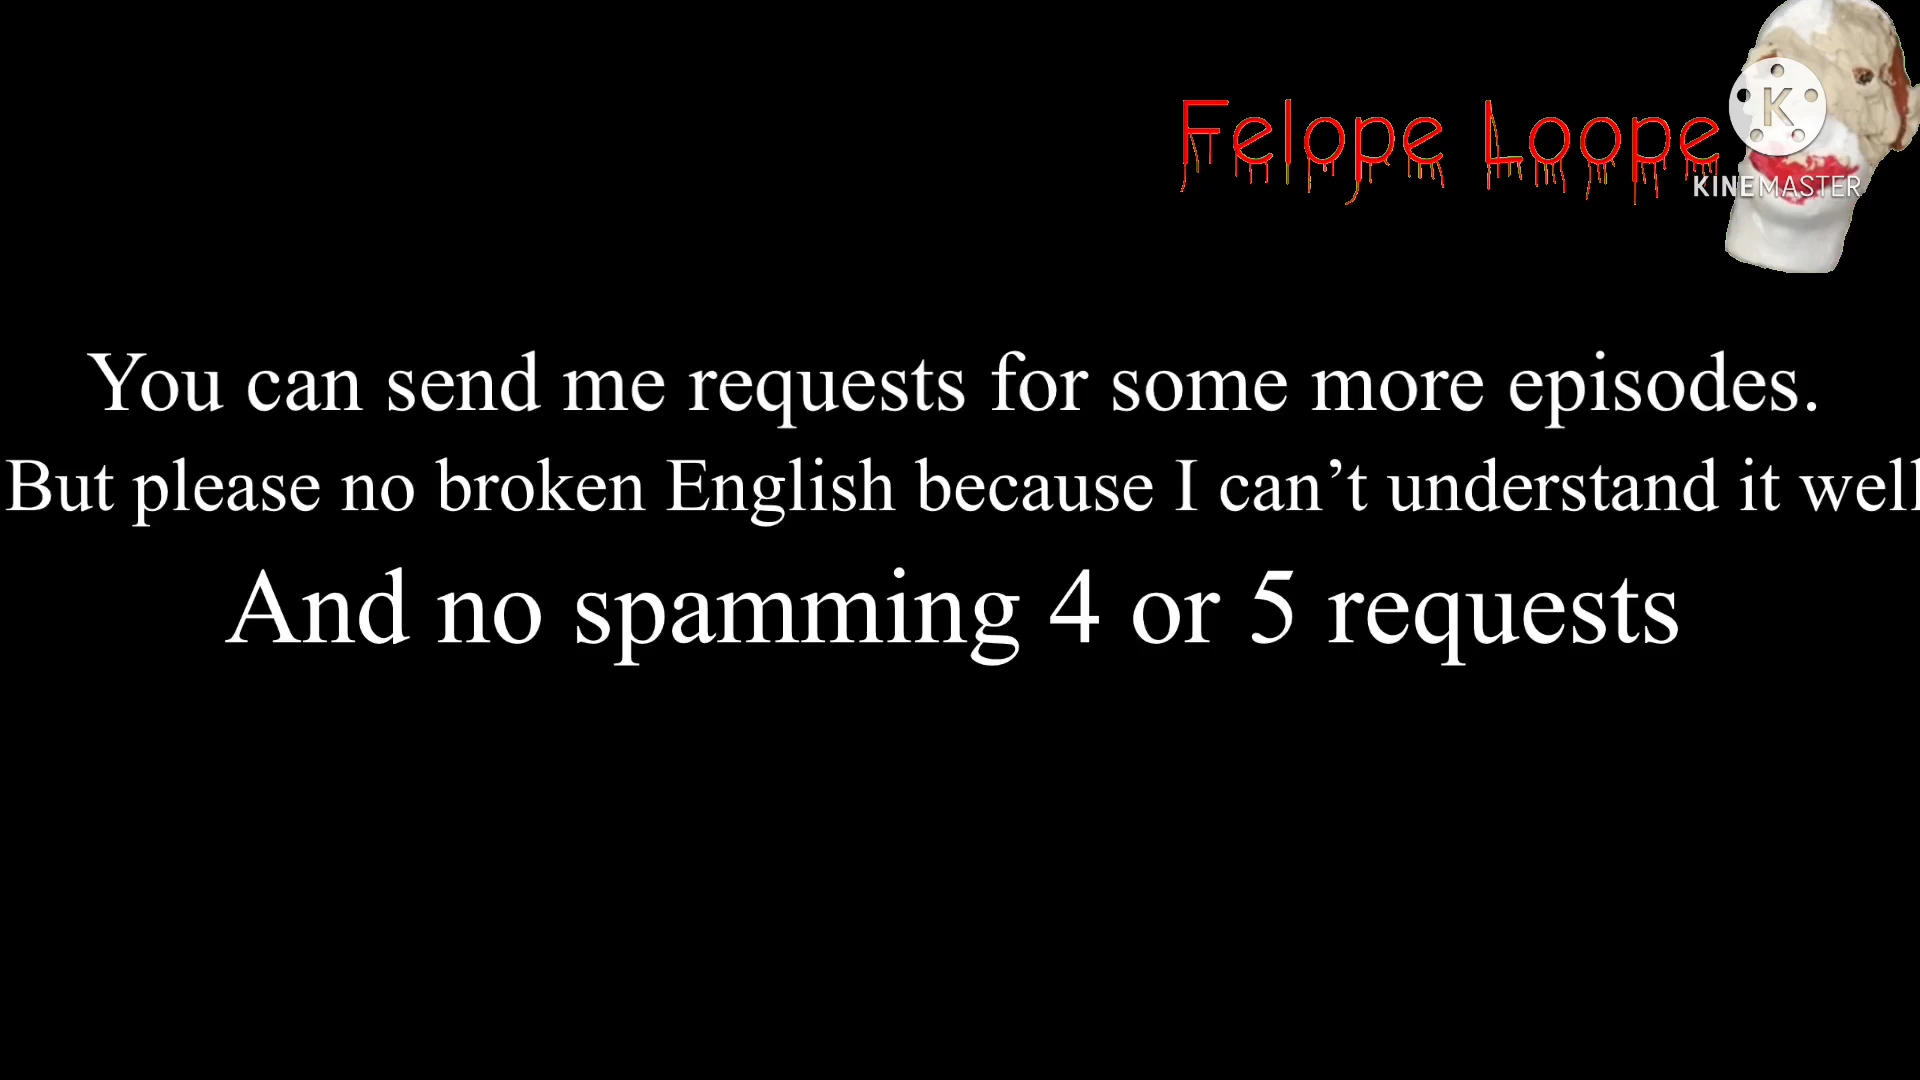 Felope Loope
K
KINEMASTER
You can send me requests for some more episodes.
But please no broken English because I can’t understand it well
And no spamming 4 or 5 requests